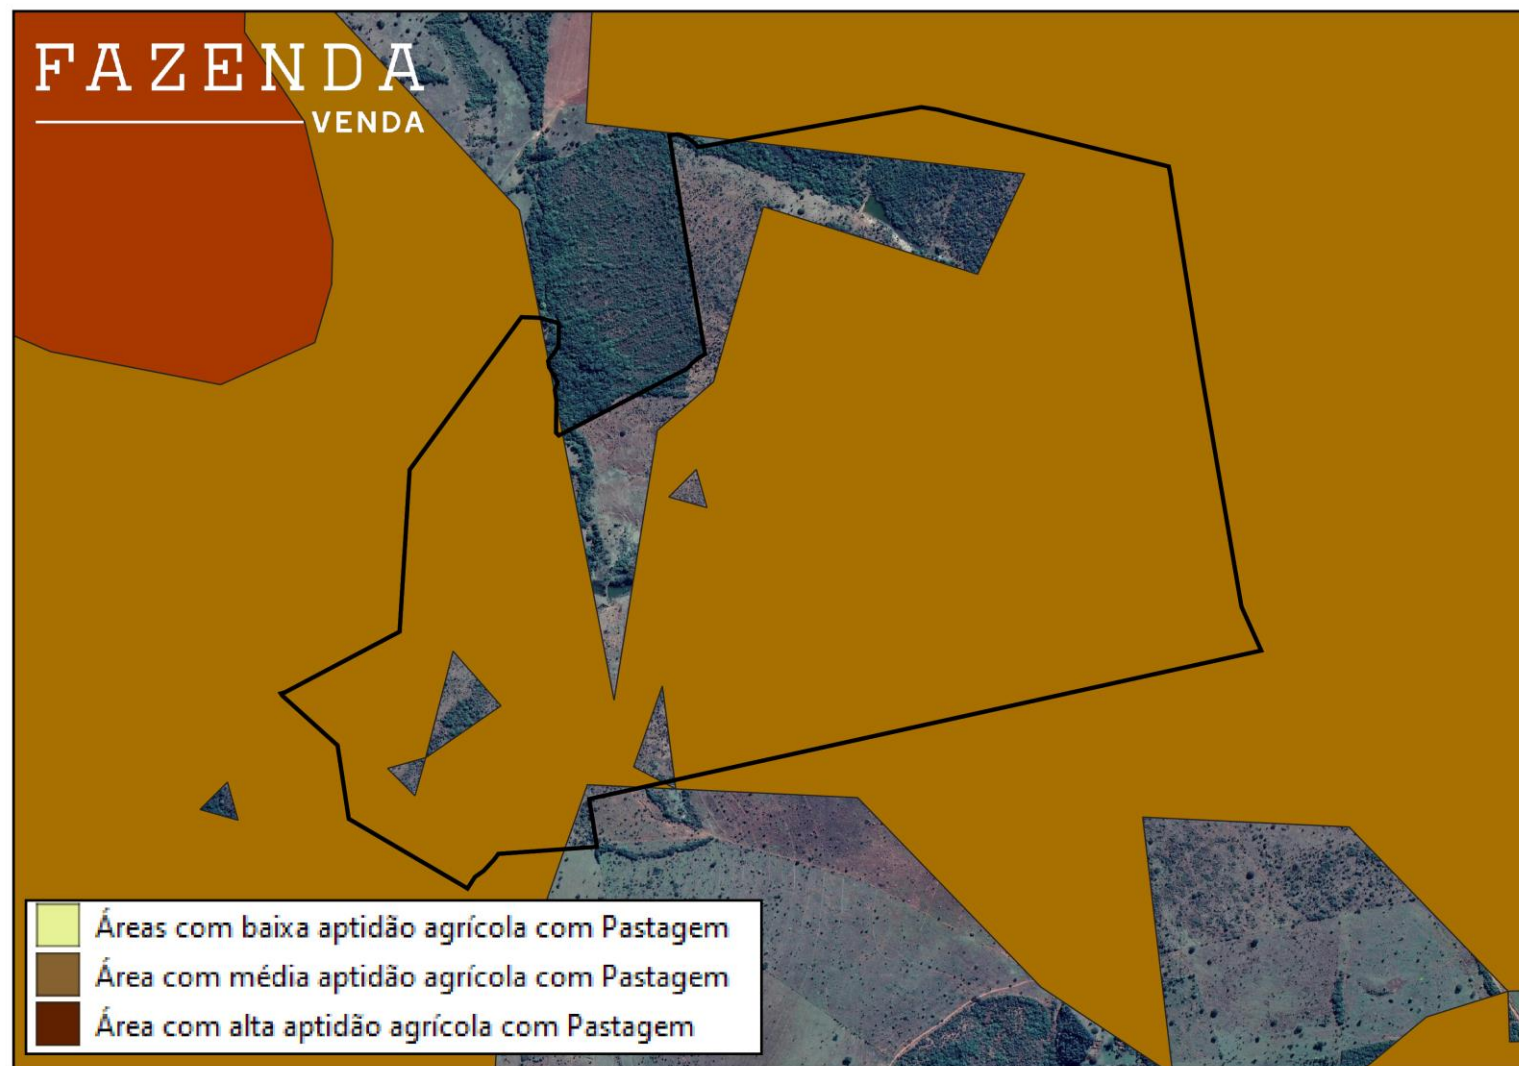 FAZENDA
VENDA
Áreas com baixa aptidão agrícola com Pastagem
Área com média aptidão agrícola com Pastagem
Área com alta aptidão agrícola com Pastagem